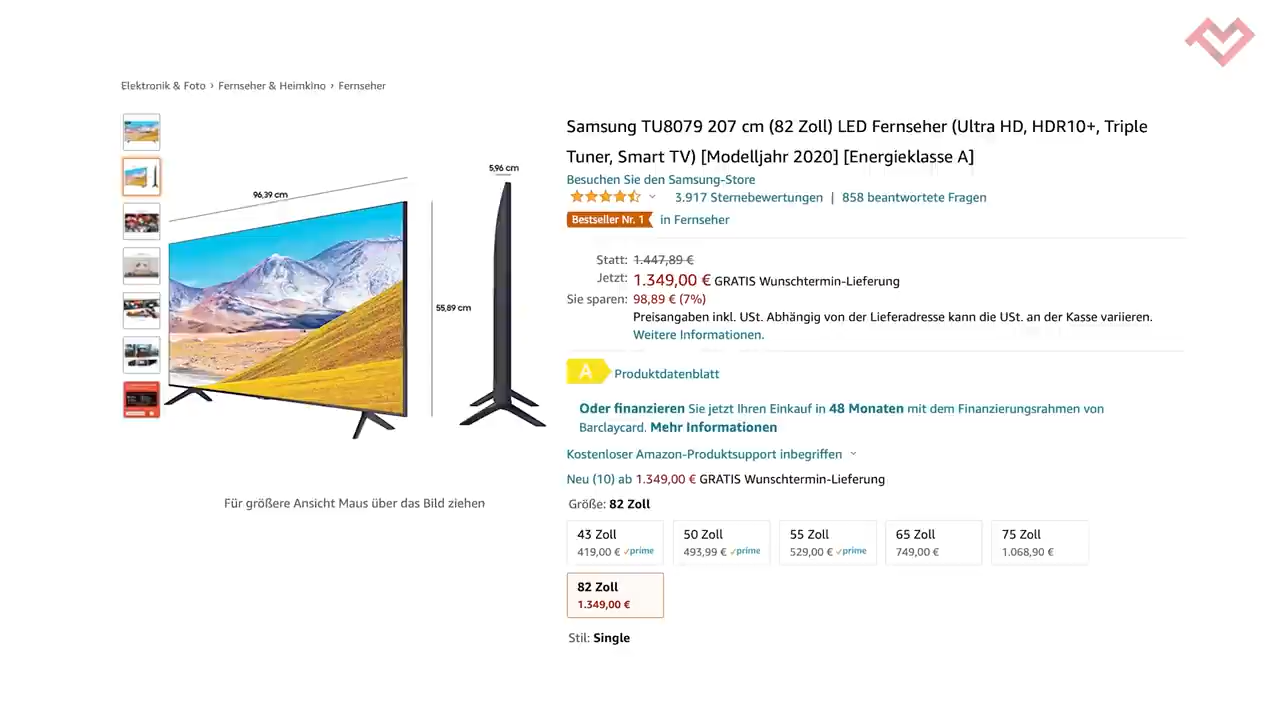 Elektronik & Foto › Fernseher & Heimkino › Fernseher
96,39 cm
55,89 cm
5,96 cm
Für größere Ansicht Maus über das Bild ziehen
Samsung TU8079 207 cm (82 Zoll) LED Fernseher (Ultra HD, HDR10+, Triple
Tuner, Smart TV) [Modelljahr 2020] [Energieklasse A]
Besuchen Sie den Samsung-Store
3.917 Sternebewertungen | 858 beantwortete Fragen
Bestseller Nr. 1 in Fernseher
Statt: 1.447,89 €
Jetzt: 1.349,00 € GRATIS Wunschtermin-Lieferung
Sie sparen: 98,89 € (7%)
Preisangaben inkl. USt. Abhängig von der Lieferadresse kann die USt. an der Kasse variieren.
Weitere Informationen.
A Produktdatenblatt
Oder finanzieren Sie jetzt Ihren Einkauf in 48 Monaten mit dem Finanzierungsrahmen von
Barclaycard. Mehr Informationen
Kostenloser Amazon-Produktsupport inbegriffen
Neu (10) ab 1.349,00 € GRATIS Wunschtermin-Lieferung
Größe: 82 Zoll
43 Zoll 50 Zoll 55 Zoll 65 Zoll 75 Zoll
419,00 € prime 493,99 € prime 529,00 € prime 749,00 € 1.068,90 €
82 Zoll
1.349,00 €
Stil: Single